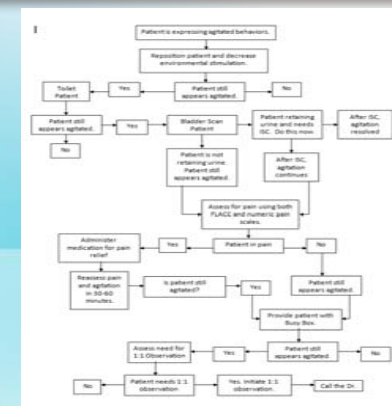 Patient is expressing agitated behaviors.
Reposition patient and decrease
environmental stimulation.
Toilet
Patient
Yes
Patient still
appears agitated.
No
Patient still
appears agitated.
Yes
Bladder Scan
Patient
Patient retaining
urine and needs
ISC. Do this now.
After ISC,
agitation
resolved
No
Patient is not
retaining urine.
Patient still
appears agitated.
After ISC,
agitation
continues
Assess for pain using both
FLACC and numeric pain
scales.
Administer
medication for pain
relief
Yes
Patient in pain
No
Reassess pain
and agitation
in 30-60
minutes.
Is patient still
agitated?
Yes
Patient still
appears agitated.
Provide patient with
Busy Box.
Assess need for
1:1 Observation
Yes
Patient still
appears agitated.
No
No
Patient needs 1:1
observation
Yes. Initiate 1:1
observation.
Call the Dr.